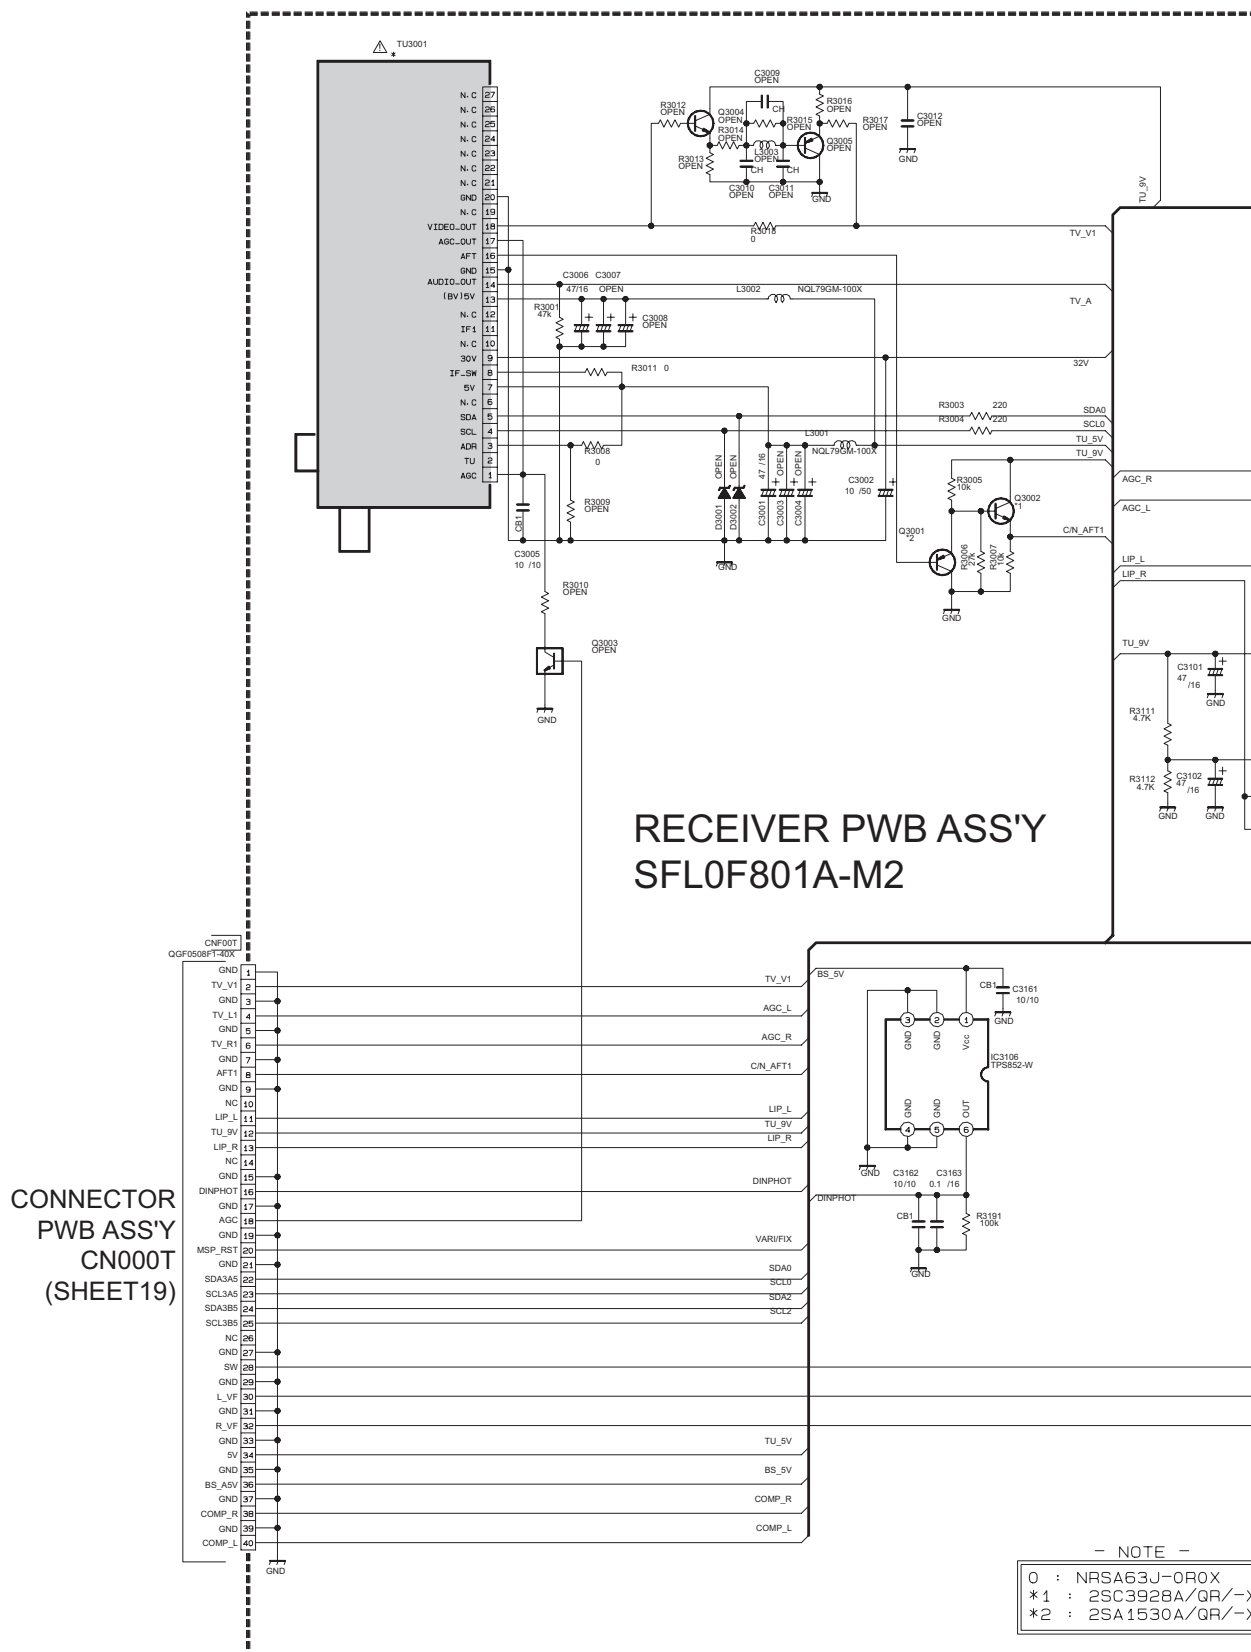 TU3001
*
N.C 27
N.C 26
N.C 25
N.C 24
N.C 23
N.C 22
N.C 21
GND 20
N.C 19
VIDEO_OUT 18
AGC_OUT 17
AFT 16
GND 15
AUDIO_OUT 14
(BV)5V 13
N.C 12
IF1 11
N.C 10
30V 9
IF_SW 8
5V 7
N.C 6
SDA 5
SCL 4
ADR 3
TU 2
AGC 1
C3009
OPEN
CH
R3012
OPEN
Q3004
OPEN
R3014
OPEN
R3015
OPEN
L3003
OPEN
R3016
OPEN
R3017
OPEN
Q3005
OPEN
C3012
OPEN
GND
R3013
OPEN
CH
CH
C3010
OPEN
C3011
OPEN
GND
TU_9V
R3018
0
TV_V1
C3006
47/16
C3007
OPEN
R3001
47k
C3008
OPEN
L3002
NQL79GM-100X
TV_A
R3011 0
32V
R3003 220
R3004 220
SDA0
SCL0
TU_5V
TU_9V
R3008
0
L3001
NQL79GM-100X
R3009
OPEN
CB1
C3005
10 /10
OPEN
D3001
OPEN
D3002
47 /16
C3001
OPEN
C3003
OPEN
C3004
C3002
10 /50
GND
R3005
10k
Q3002
*1
Q3001
*2
R3006
27k
R3007
10k
C/N_AFT1
GND
AGC_R
AGC_L
LIP_L
LIP_R
TU_9V
R3010
OPEN
Q3003
OPEN
GND
C3101
47
/16
GND
R3111
4.7K
R3112
4.7K
C3102
47
/16
GND
GND
RECEIVER PWB ASS'Y
SFL0F801A-M2
CNF00T
QGF0508F1-40X
GND 1
TV_V1 2
GND 3
TV_L1 4
GND 5
TV_R1 6
GND 7
AFT1 8
GND 9
NC 10
LIP_L 11
TU_9V 12
LIP_R 13
NC 14
GND 15
DINPHOT 16
GND 17
AGC 18
GND 19
MSP_RST 20
GND 21
SDA3A5 22
SCL3A5 23
SDA3B5 24
SCL3B5 25
NC 26
GND 27
SW 28
GND 29
L_VF 30
GND 31
R_VF 32
GND 33
5V 34
GND 35
BS_A5V 36
GND 37
COMP_R 38
GND 39
COMP_L 40
GND
CONNECTOR
PWB ASS'Y
CN000T
(SHEET19)
TV_V1
AGC_L
AGC_R
C/N_AFT1
LIP_L
TU_9V
LIP_R
DINPHOT
VARI/FIX
SDA0
SCL0
SDA2
SCL2
TU_5V
BS_5V
COMP_R
COMP_L
BS_5V
CB1
C3161
10/10
GND
3 2 1
GND
GND
Vcc
IC3106
TPS852-W
GND
GND
OUT
4 5 6
GND
DINPHOT
C3162
10/10
C3163
0.1 /16
CB1
R3191
100k
GND
- NOTE -
0 : NRSA63J-0R0X
*1 : 2SC3928A/QR/-X
*2 : 2SA1530A/QR/-X